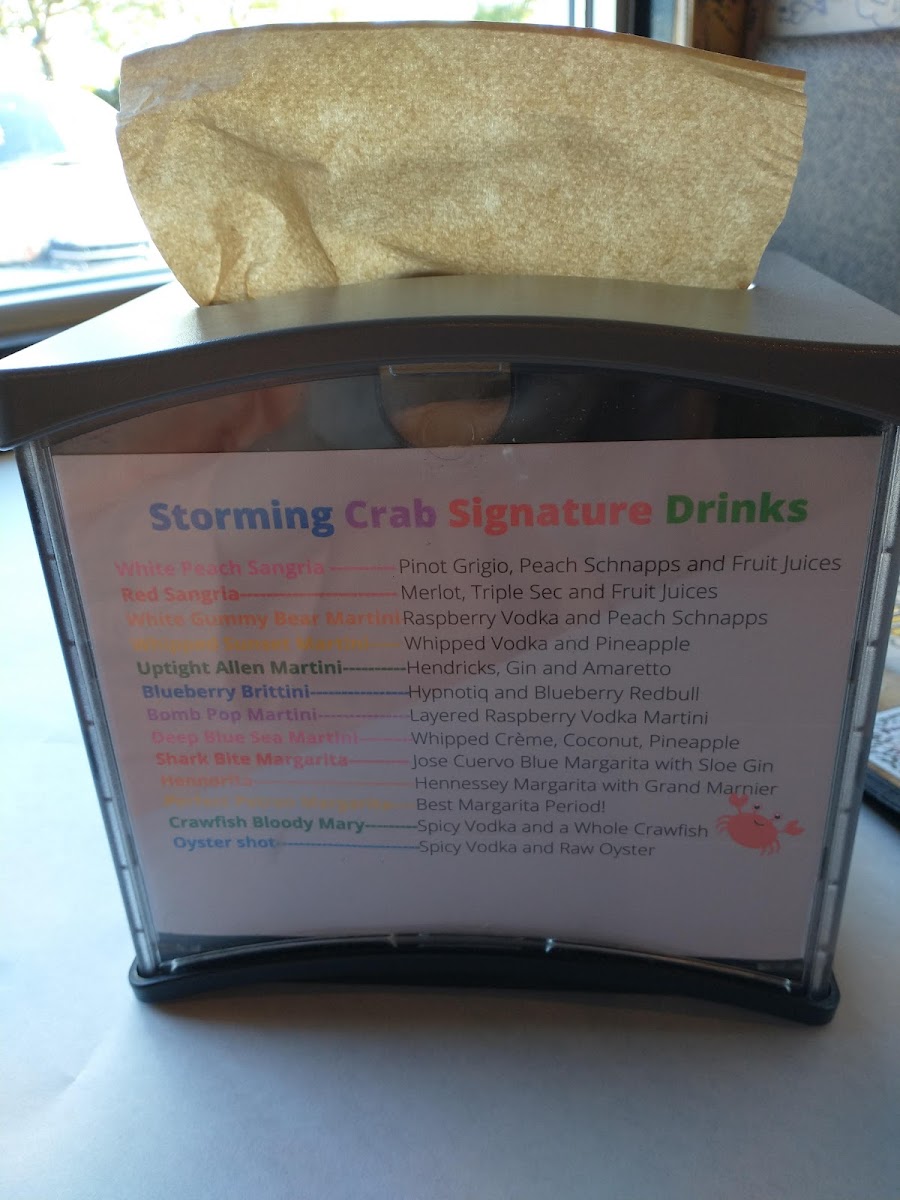 Storming Crab Signature Drinks
White Peach Sangria ----------Pinot Grigio, Peach Schnapps and Fruit Juices
Red Sangria----------------------Merlot, Triple Sec and Fruit Juices
White Gummy Bear Martini Raspberry Vodka and Peach Schnapps
Whipped Sunset Martini-----Whipped Vodka and Pineapple
Uptight Allen Martini----------Hendricks, Gin and Amaretto
Blueberry Brittini----------------Hypnotiq and Blueberry Redbull
Bomb Pop Martini---------------Layered Raspberry Vodka Martini
Deep Blue Sea Martini---------Whipped Crème, Coconut, Pineapple
Shark Bite Margarita-----------Jose Cuervo Blue Margarita with Sloe Gin
Hennorita---------------------------Hennessey Margarita with Grand Marnier
Margarita----Best Margarita Period!
Crawfish Bloody Mary---------Spicy Vodka and a Whole Crawfish
Oyster shot------------------------Spicy Vodka and Raw Oyster